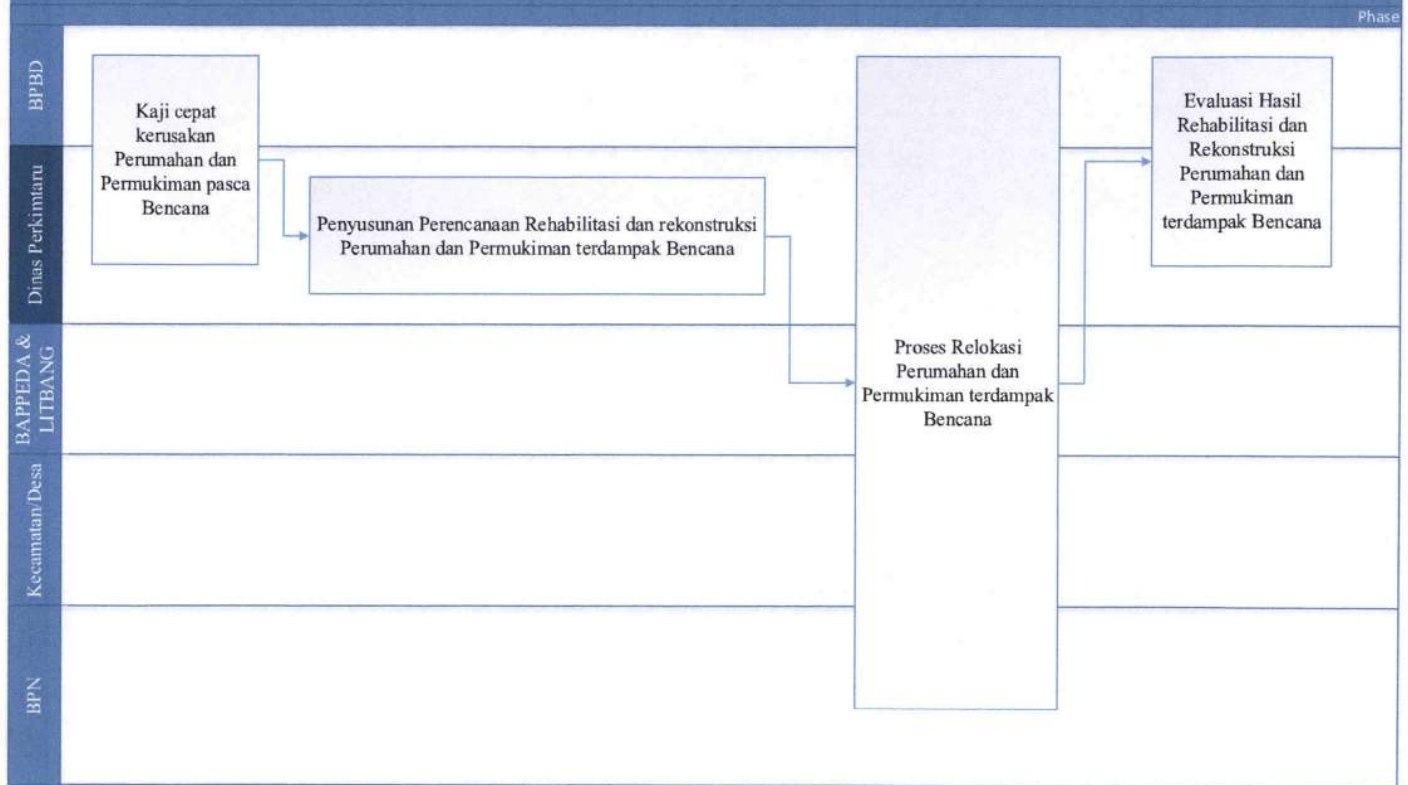 Phase
BPBD
Kaji cepat
kerusakan
Perumahan dan
Permukiman pasca
Bencana
Evaluasi Hasil
Rehabilitasi dan
Rekonstruksi
Perumahan dan
Permukiman
terdampak Bencana
Dinas Perkimtaru
Penyusunan Perencanaan Rehabilitasi dan rekonstruksi
Perumahan dan Permukiman terdampak Bencana
BAPPEDA &
LITBANG
Proses Relokasi
Perumahan dan
Permukiman terdampak
Bencana
Kecamatan/Desa
BPN